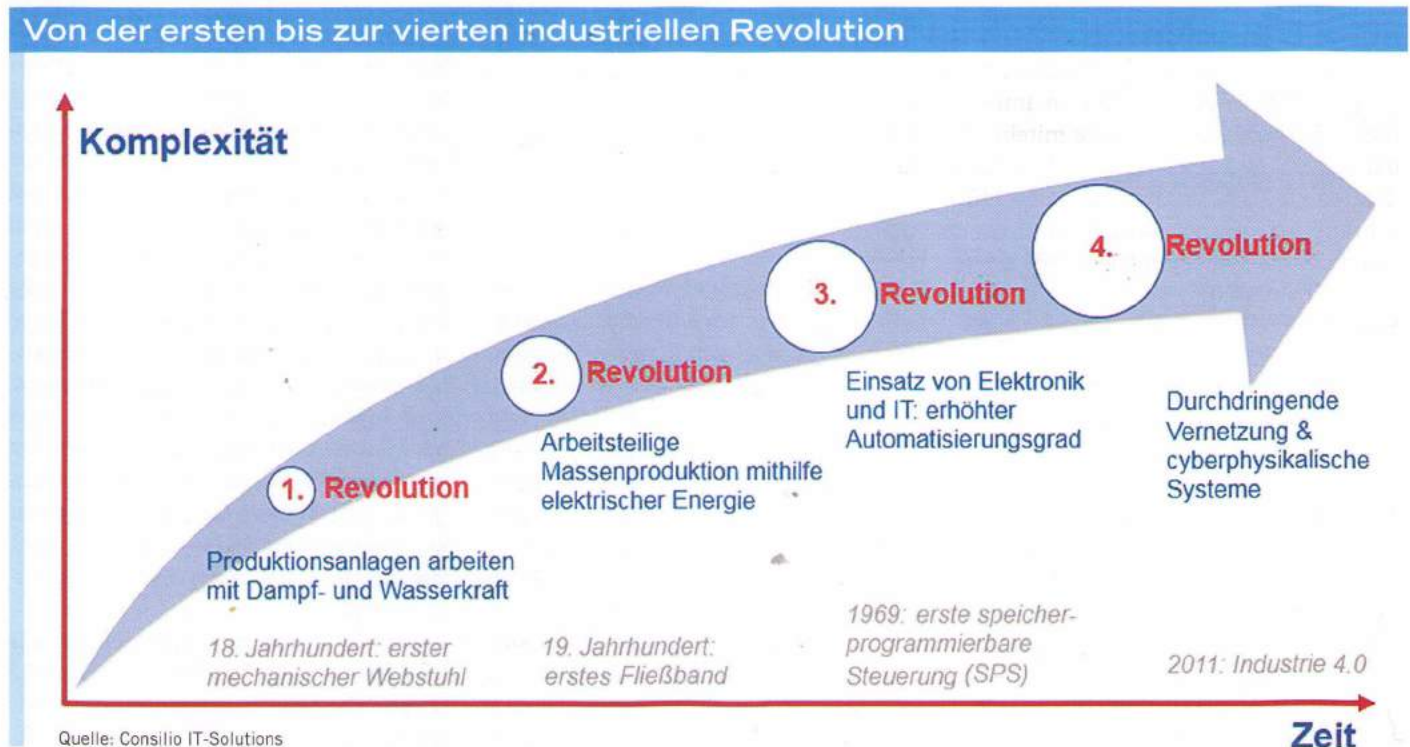 Von der ersten bis zur vierten industriellen Revolution
Komplexität
1. Revolution
Produktionsanlagen arbeiten
mit Dampf- und Wasserkraft
18. Jahrhundert: erster
mechanischer Webstuhl
2. Revolution
Arbeitsteilige
Massenproduktion mithilfe
elektrischer Energie
19. Jahrhundert:
erstes Fließband
3. Revolution
Einsatz von Elektronik
und IT: erhöhter
Automatisierungsgrad
1969: erste speicher-
programmierbare
Steuerung (SPS)
4. Revolution
Durchdringende
Vernetzung &
cyberphysikalische
Systeme
2011: Industrie 4.0
Zeit
Quelle: Consilio IT-Solutions